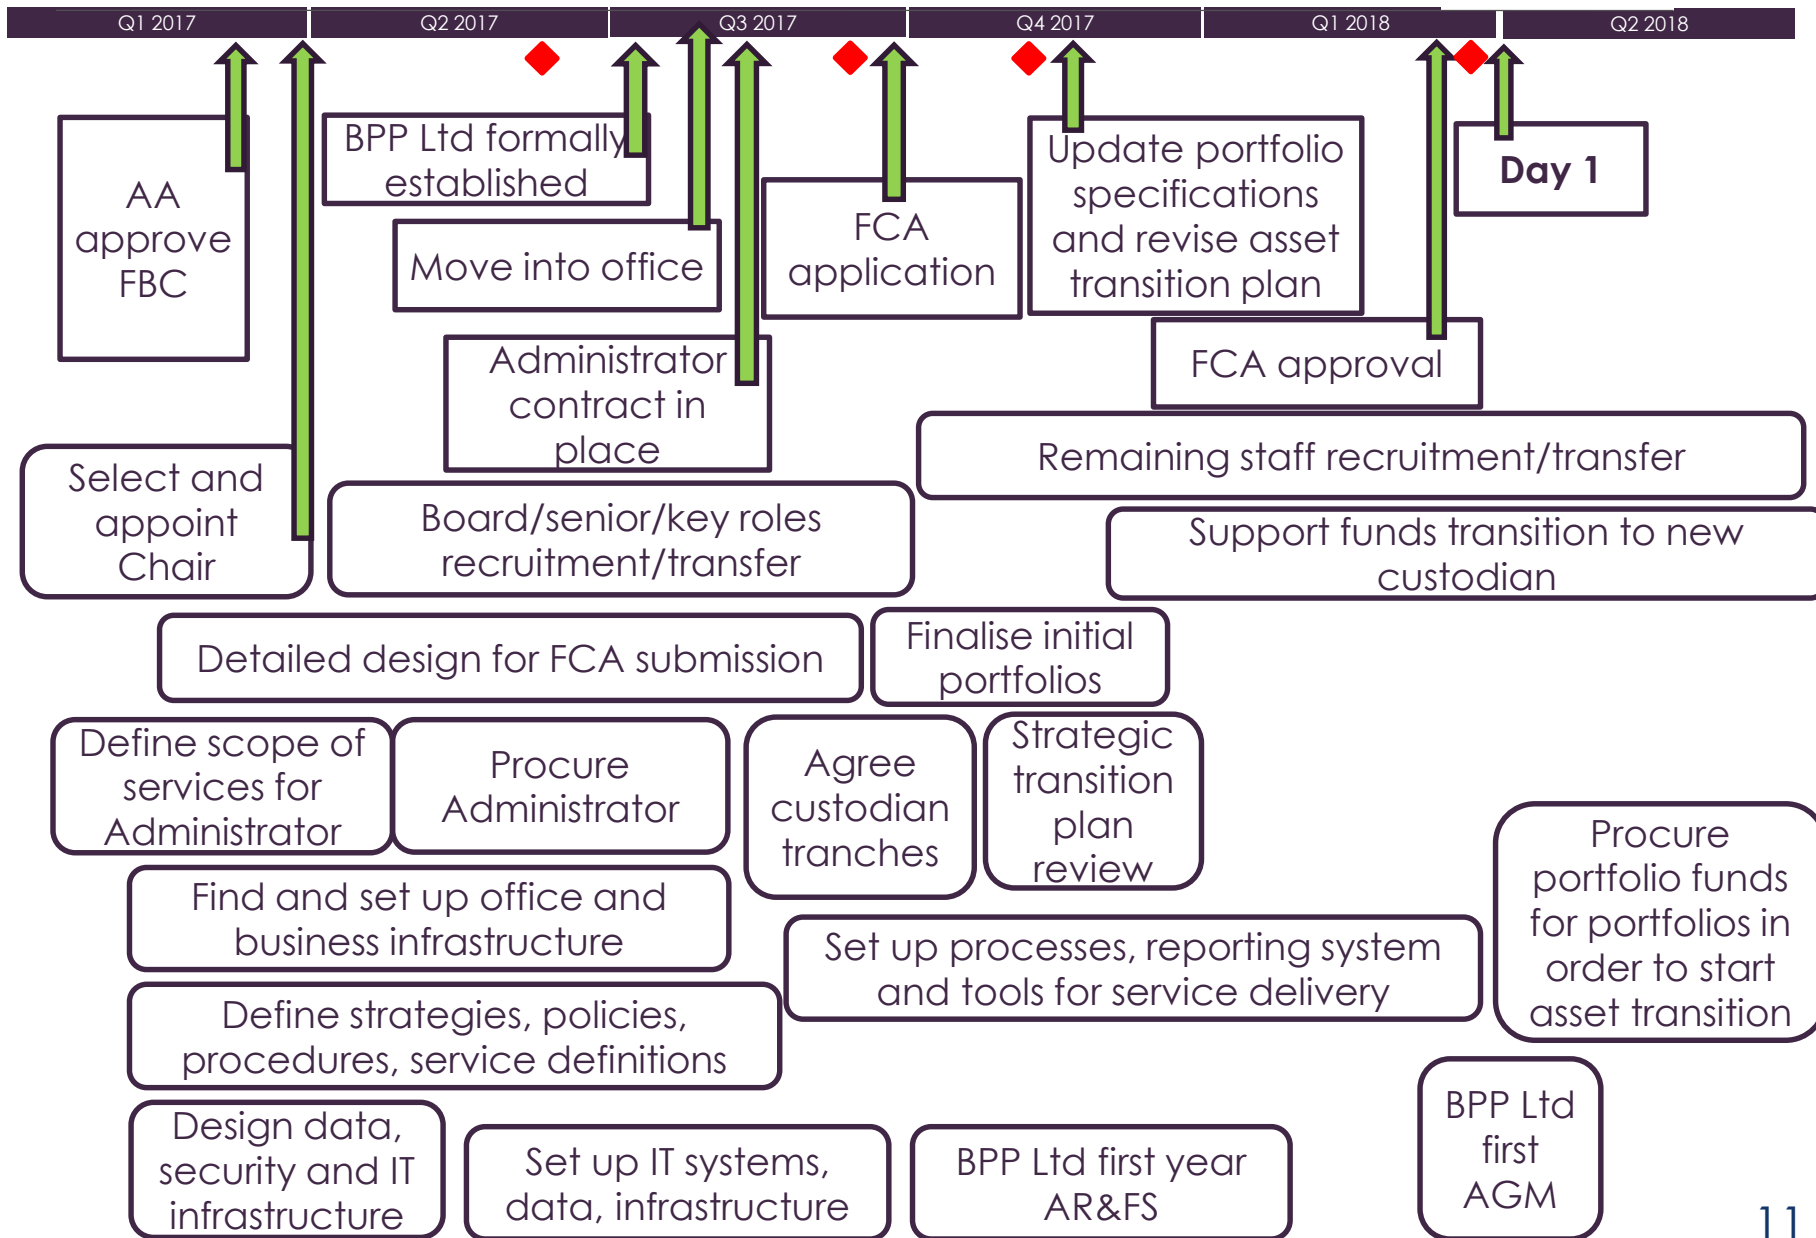 Q1 2017
Q2 2017
Q3 2017
Q4 2017
Q1 2018
Q2 2018
AA
approve
FBC
BPP Ltd formally
established
Move into office
Administrator
contract in
place
FCA
application
Update portfolio
specifications
and revise asset
transition plan
Day 1
FCA approval
Select and
appoint
Chair
Board/senior/key roles
recruitment/transfer
Remaining staff recruitment/transfer
Support funds transition to new
custodian
Detailed design for FCA submission
Finalise initial
portfolios
Define scope of
services for
Administrator
Procure
Administrator
Agree
custodian
tranches
Strategic
transition
plan
review
Procure
portfolio funds
for portfolios in
order to start
asset transition
Find and set up office and
business infrastructure
Set up processes, reporting system
and tools for service delivery
Define strategies, policies,
procedures, service definitions
Design data,
security and IT
infrastructure
Set up IT systems,
data, infrastructure
BPP Ltd first year
AR&FS
BPP Ltd
first
AGM
11